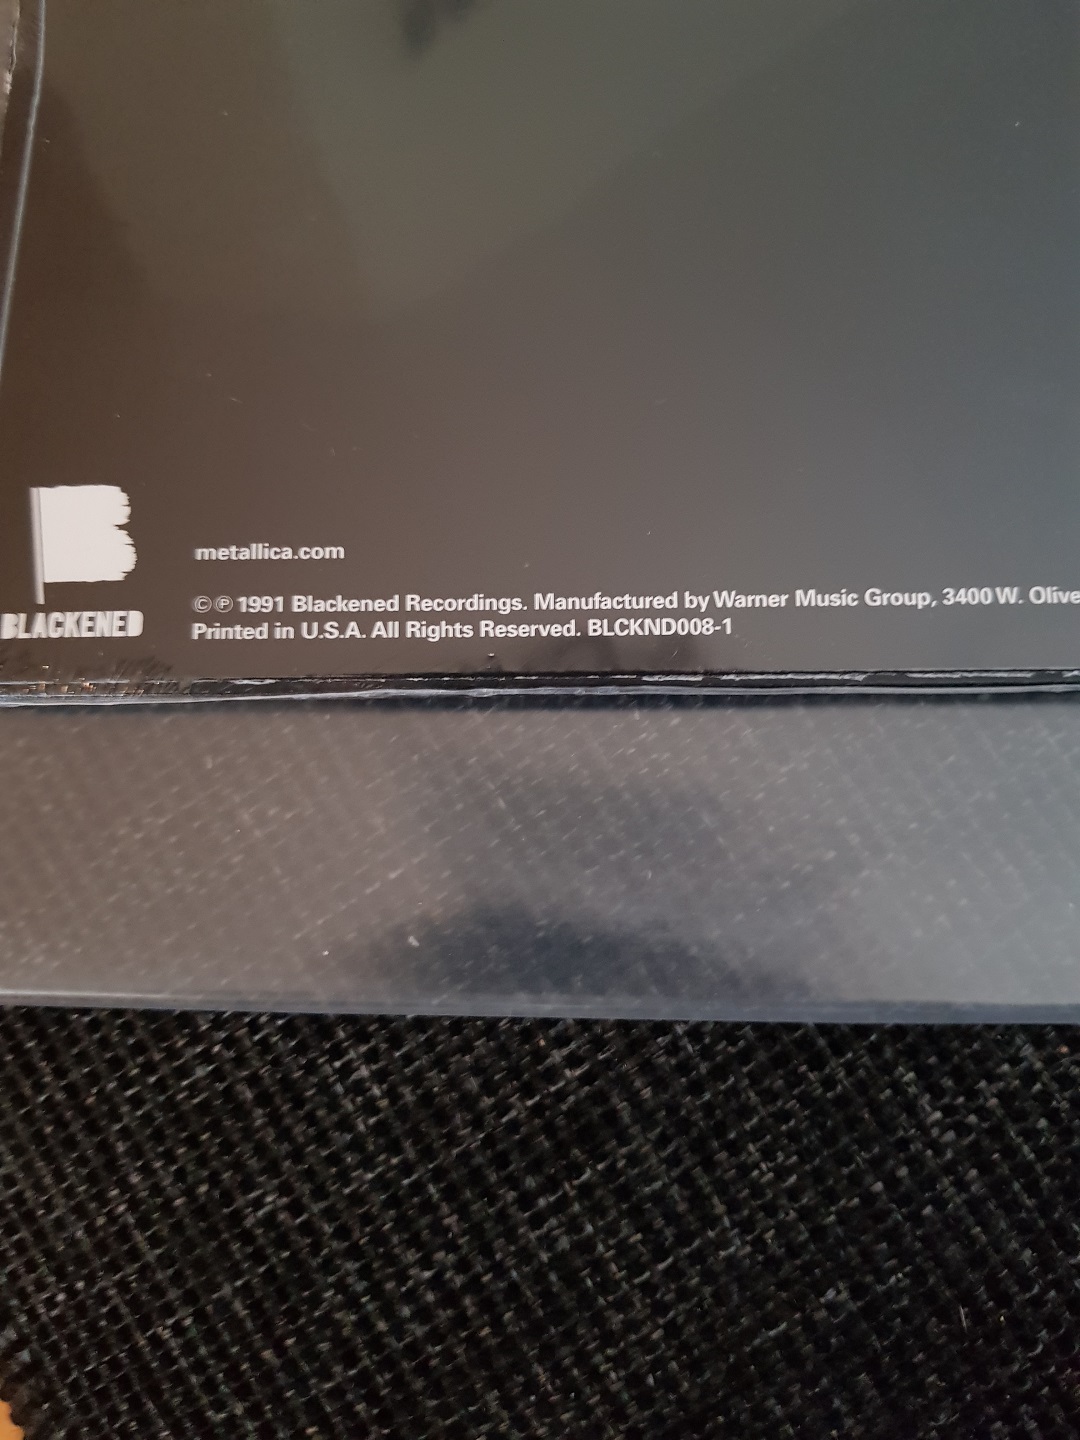 metallica.com
©℗ 1991 Blackened Recordings. Manufactured by Warner Music Group, 3400 W. Olive
Printed in U.S.A. All Rights Reserved. BLCKND008-1
B
BLACKENED